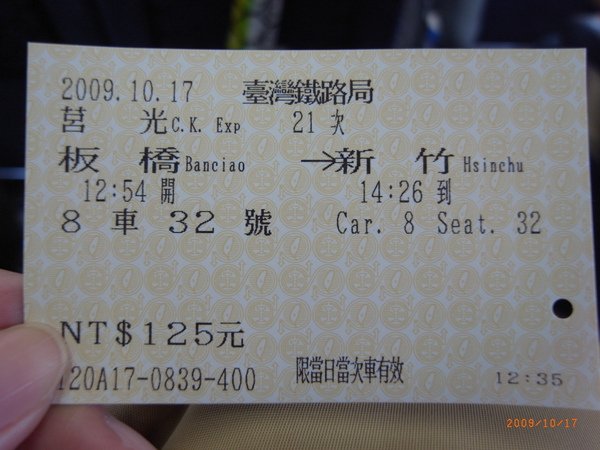 2009.10.17 臺灣鐵路局
莒 光 C.K. Exp 21 次
板 橋 Banciao →新 竹 Hsinchu
12:54 開 14:26 到
8 車 32 號 Car. 8 Seat. 32
NT$125元
120A17-0839-400 限當日當次車有效 12:35
2009/10/17